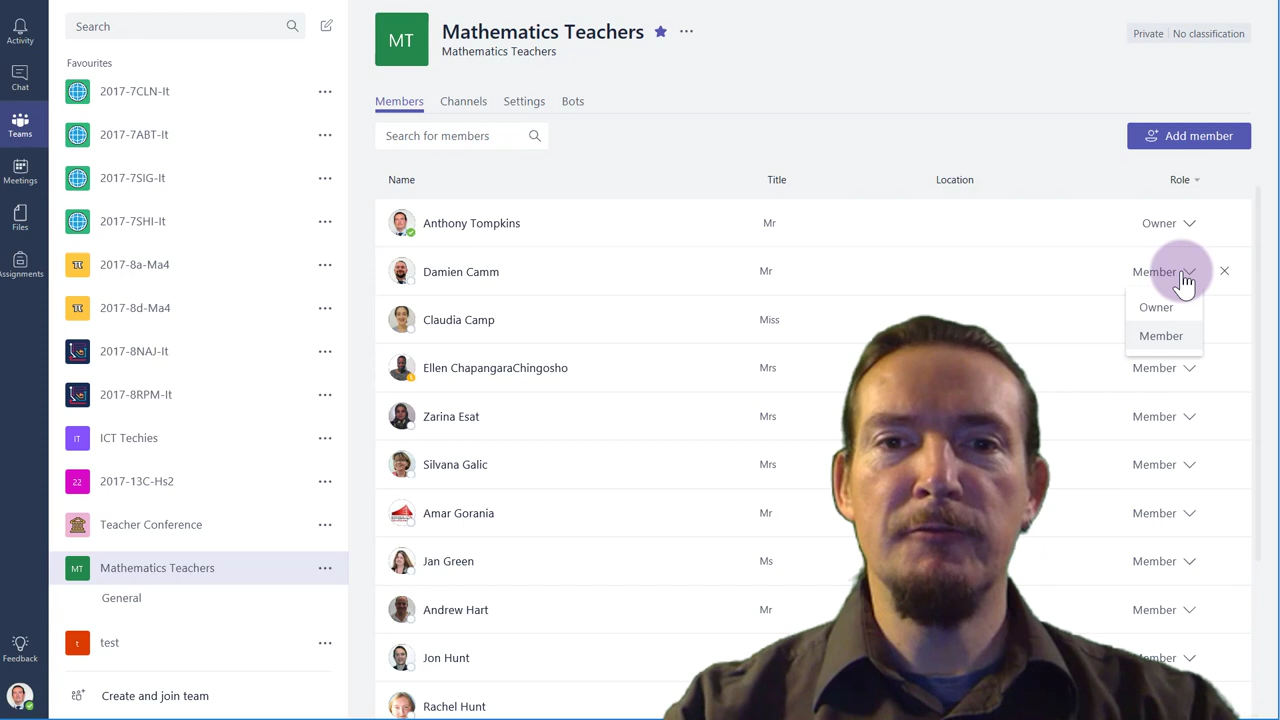 Activity
Chat
Teams
Meetings
Files
Assignments
Feedback
Search
Favourites
2017-7CLN-It
2017-7ABT-It
2017-7SIG-It
2017-7SHI-It
2017-8a-Ma4
2017-8d-Ma4
2017-8NAJ-It
2017-8RPM-It
IT ICT Techies
22 2017-13C-Hs2
Teacher Conference
MT Mathematics Teachers
General
t test
Create and join team
MT
Mathematics Teachers
Mathematics Teachers
Private | No classification
Members Channels Settings Bots
Search for members
Add member
Name Title Location Role
Anthony Tompkins Mr Owner
Damien Camm Mr Member
Owner
Member
Claudia Camp Miss
Ellen ChapangaraChingosho Mrs Member
Zarina Esat Mrs Member
Silvana Galic Mrs Member
Amar Gorania Mr Member
Jan Green Ms Member
Andrew Hart Mr Member
Jon Hunt Mr
Rachel Hunt